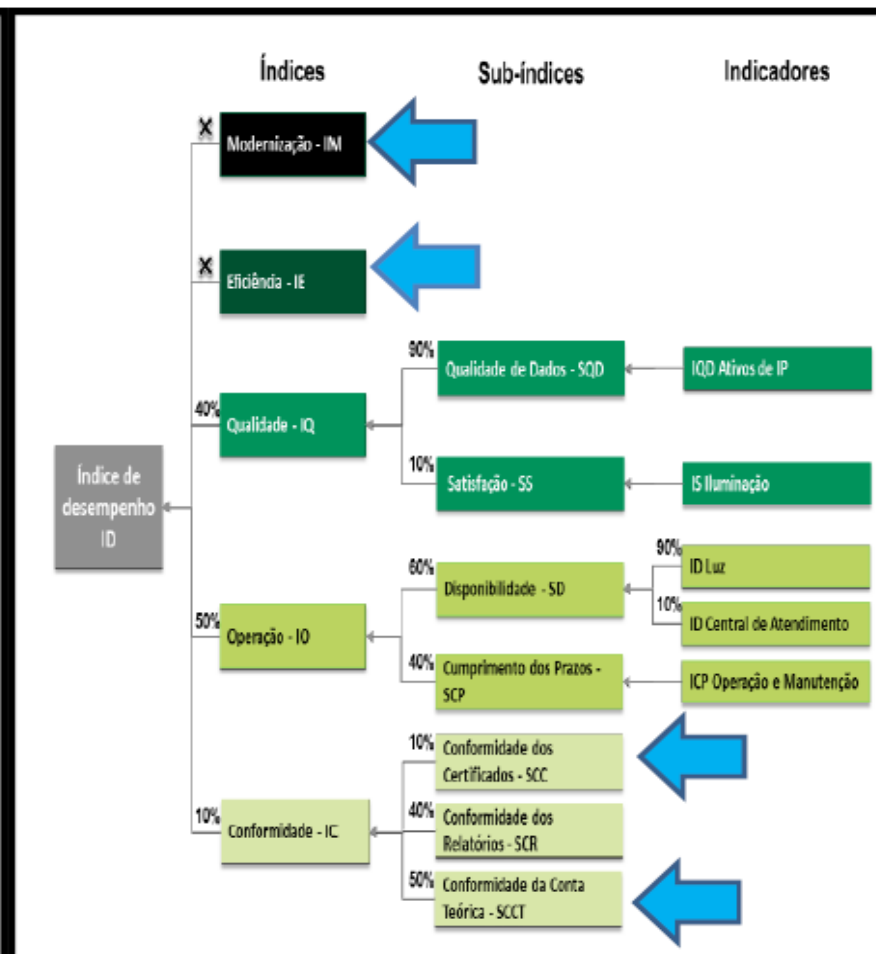 Índices
Sub-índices
Indicadores
X
Modernização - IM
X
Eficiência - IE
90%
Qualidade de Dados - SQD
IQD Ativos de IP
40%
Qualidade - IQ
10%
Satisfação - SS
IS Iluminação
Índice de
desempenho
ID
90%
ID Luz
60%
Disponibilidade - SD
10%
ID Central de Atendimento
50%
Operação - IO
40%
Cumprimento dos Prazos -
SCP
ICP Operação e Manutenção
10%
Conformidade dos
Certificados - SCC
10%
Conformidade - IC
40%
Conformidade dos
Relatórios - SCR
50%
Conformidade da Conta
Teórica - SCCT